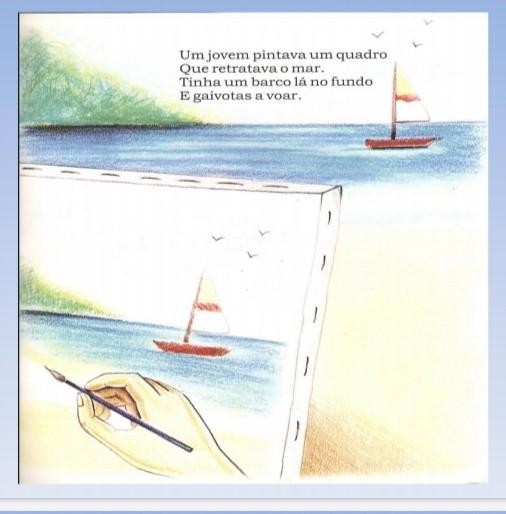 Um jovem pintava um quadro
Que retratava o mar.
Tinha um barco lá no fundo
E gaivotas a voar.